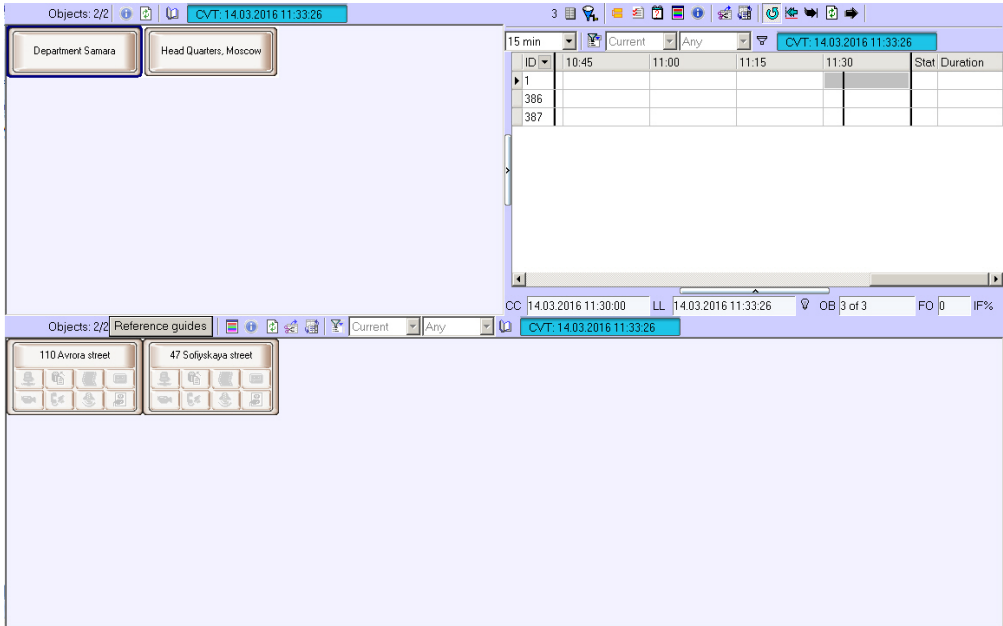 Objects: 2/2
CVT: 14.03.2016 11:33:26
Department Samara
Head Quarters, Moscow
3
15 min
Current
Any
CVT: 14.03.2016 11:33:26
ID 10:45 11:00 11:15 11:30 Stat Duration
1
386
387
CC 14.03.2016 11:30:00 LL 14.03.2016 11:33:26 OB 3 of 3 FO 0 IF%
Objects: 2/2 Reference guides Current Any CVT: 14.03.2016 11:33:26
110 Avrora street
47 Sofiyskaya street